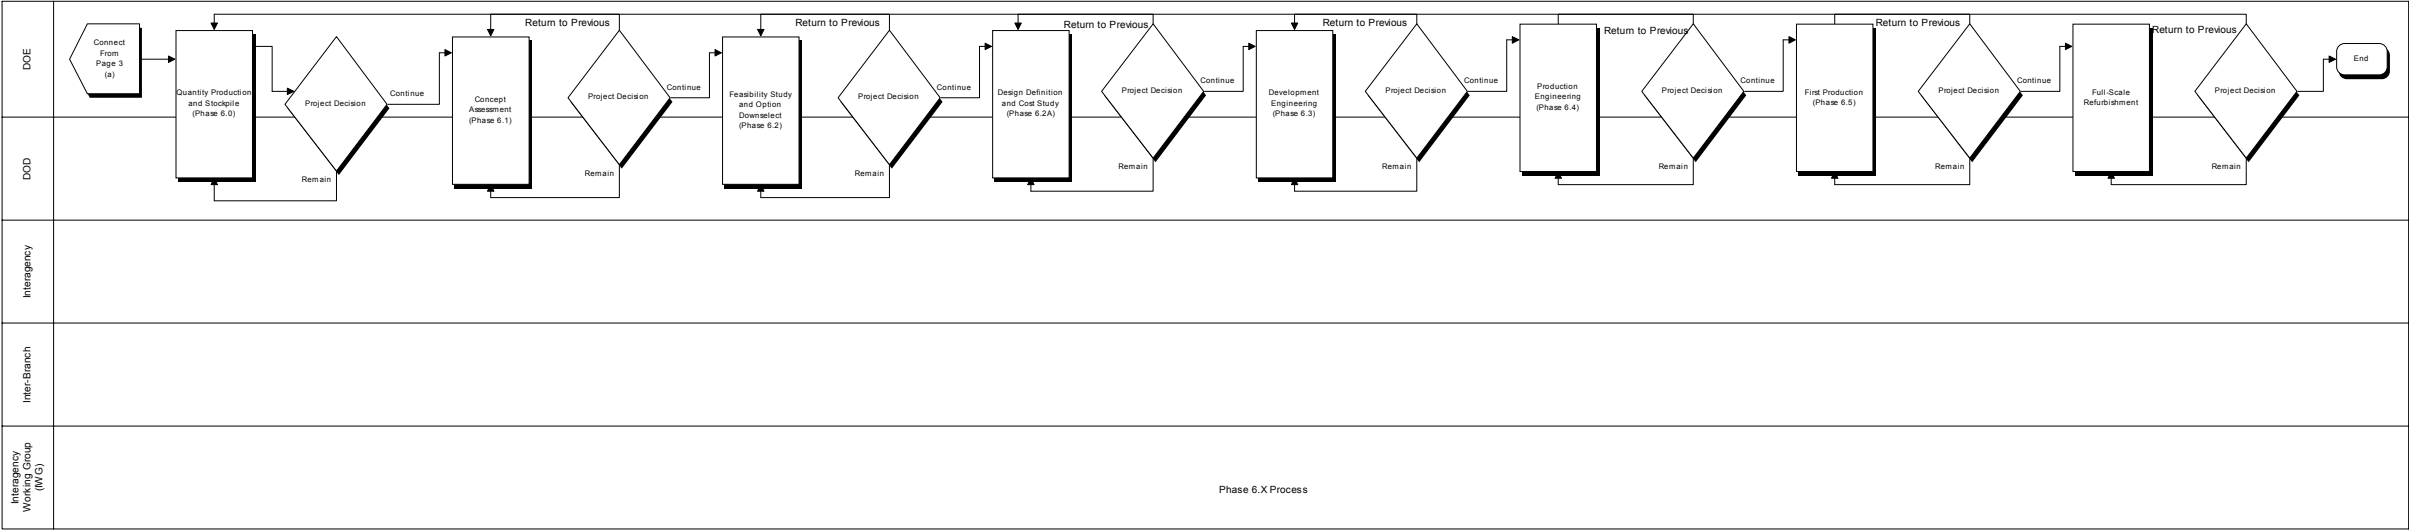 DOE
Connect
From
Page 3
(a)
Quantity Production
and Stockpile
(Phase 6.0)
Project Decision
Continue
Remain
Return to Previous
Concept
Assessment
(Phase 6.1)
Project Decision
Continue
Remain
Return to Previous
Feasibility Study
and Option
Downselect
(Phase 6.2)
Project Decision
Continue
Remain
Return to Previous
Design Definition
and Cost Study
(Phase 6.2A)
Project Decision
Continue
Remain
Return to Previous
Development
Engineering
(Phase 6.3)
Project Decision
Continue
Remain
Return to Previous
Production
Engineering
(Phase 6.4)
Project Decision
Continue
Remain
Return to Previous
First Production
(Phase 6.5)
Project Decision
Continue
Remain
Return to Previous
Full-Scale
Refurbishment
Project Decision
Remain
End
DOD
Interagency
Inter-Branch
Interagency
Working Group
(IWG)
Phase 6.X Process